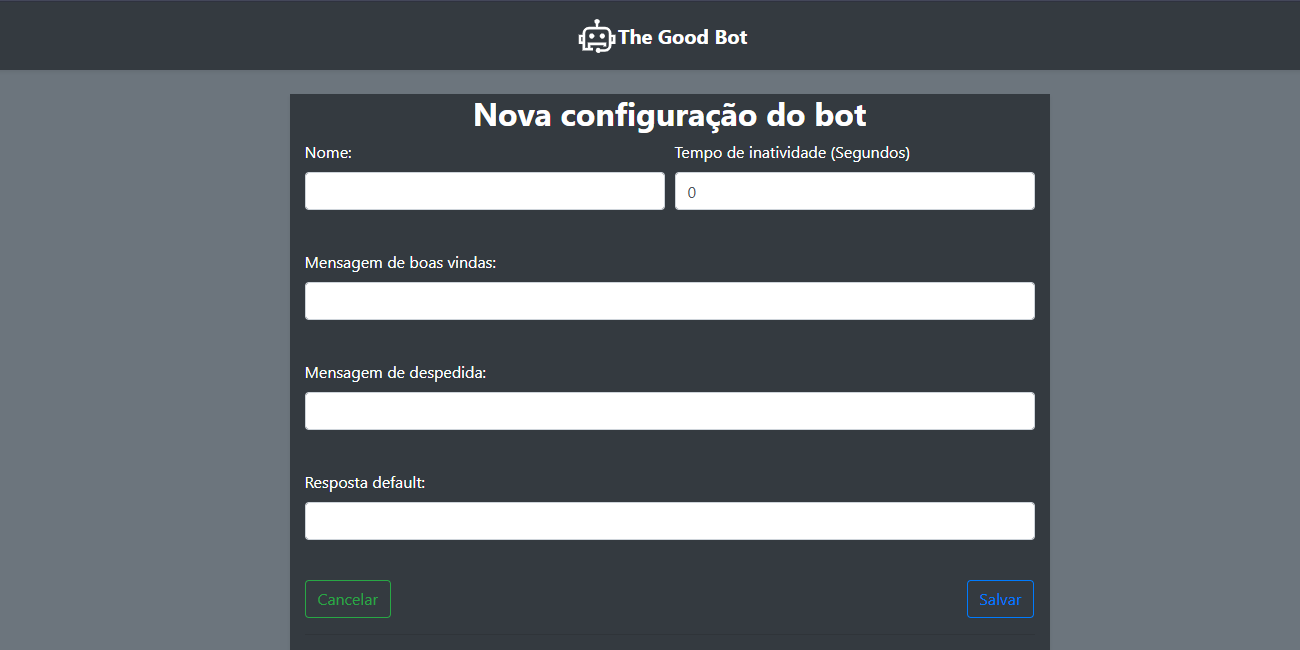 The Good Bot
Nova configuração do bot
Nome:
Tempo de inatividade (Segundos)
0
Mensagem de boas vindas:
Mensagem de despedida:
Resposta default:
Cancelar
Salvar